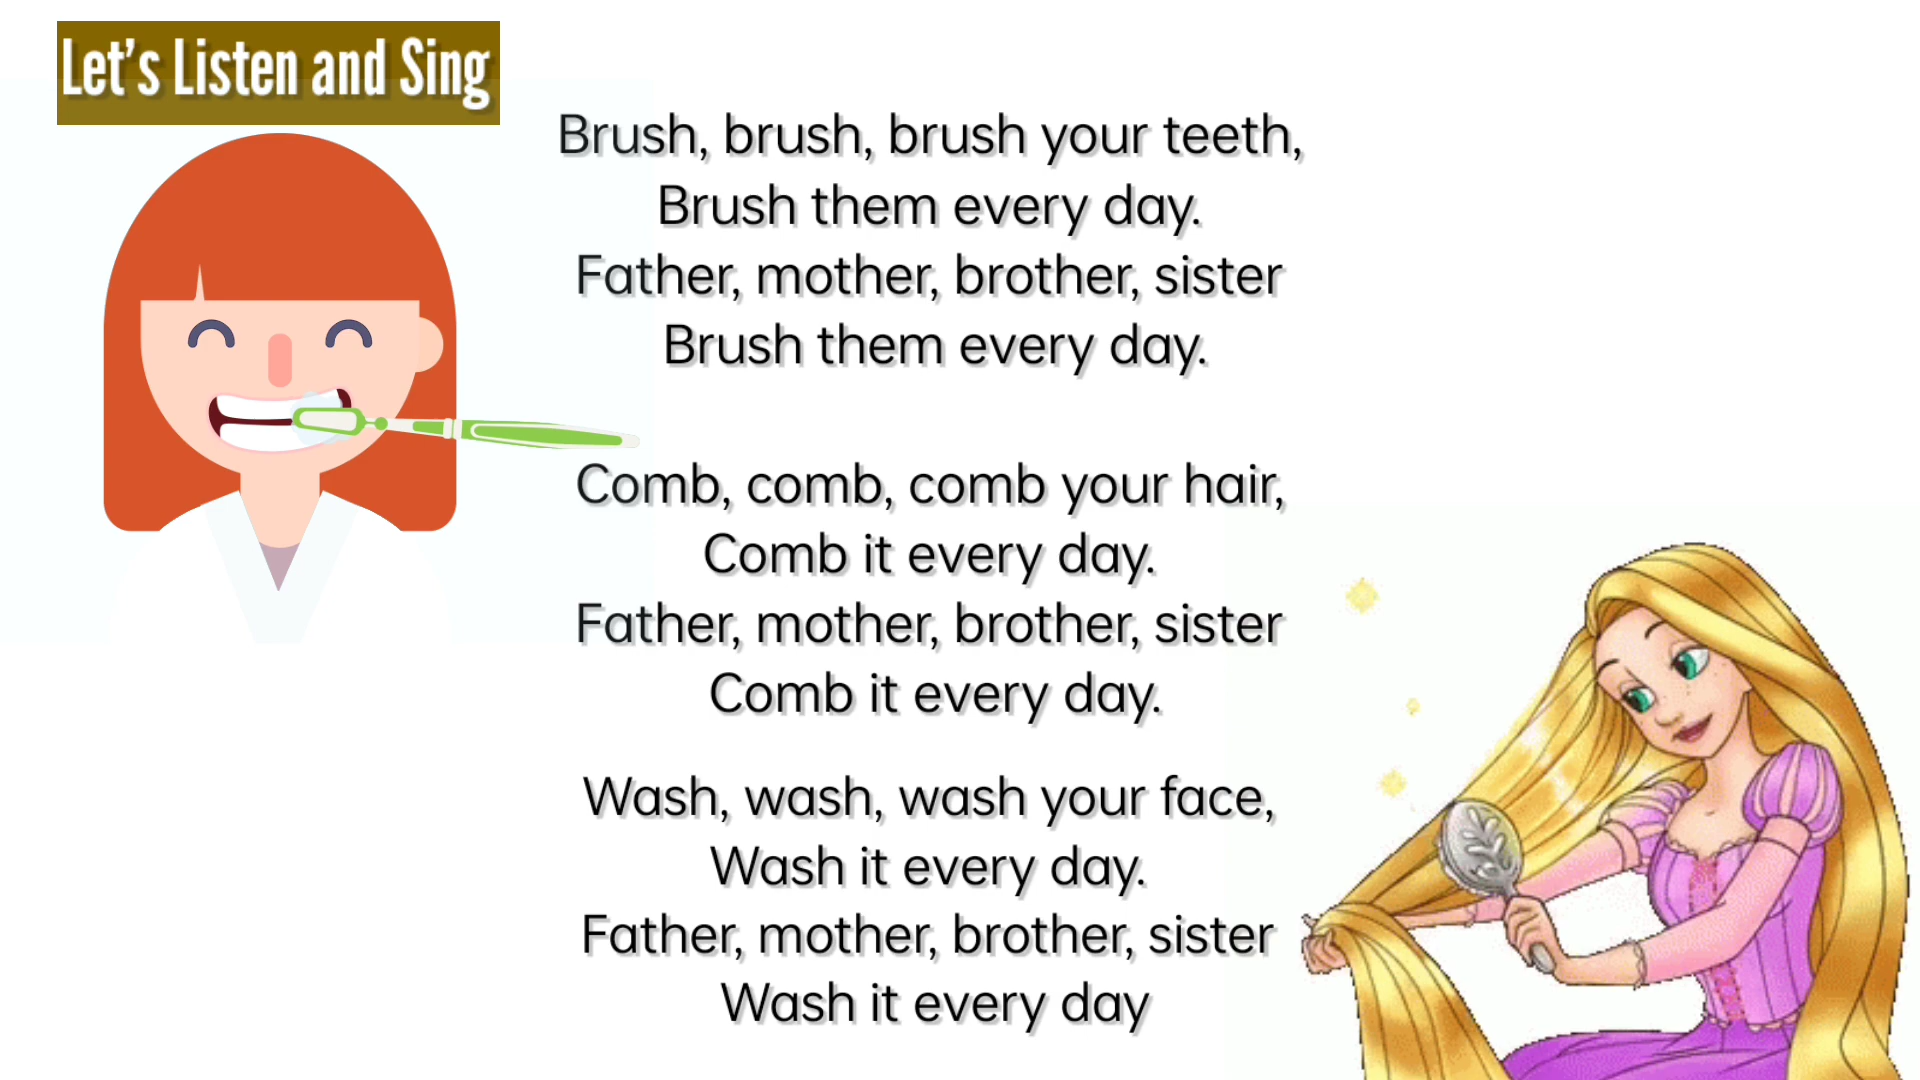 Let's Listen and Sing
Brush, brush, brush your teeth,
Brush them every day.
Father, mother, brother, sister
Brush them every day.
Comb, comb, comb your hair,
Comb it every day.
Father, mother, brother, sister
Comb it every day.
Wash, wash, wash your face,
Wash it every day.
Father, mother, brother, sister
Wash it every day